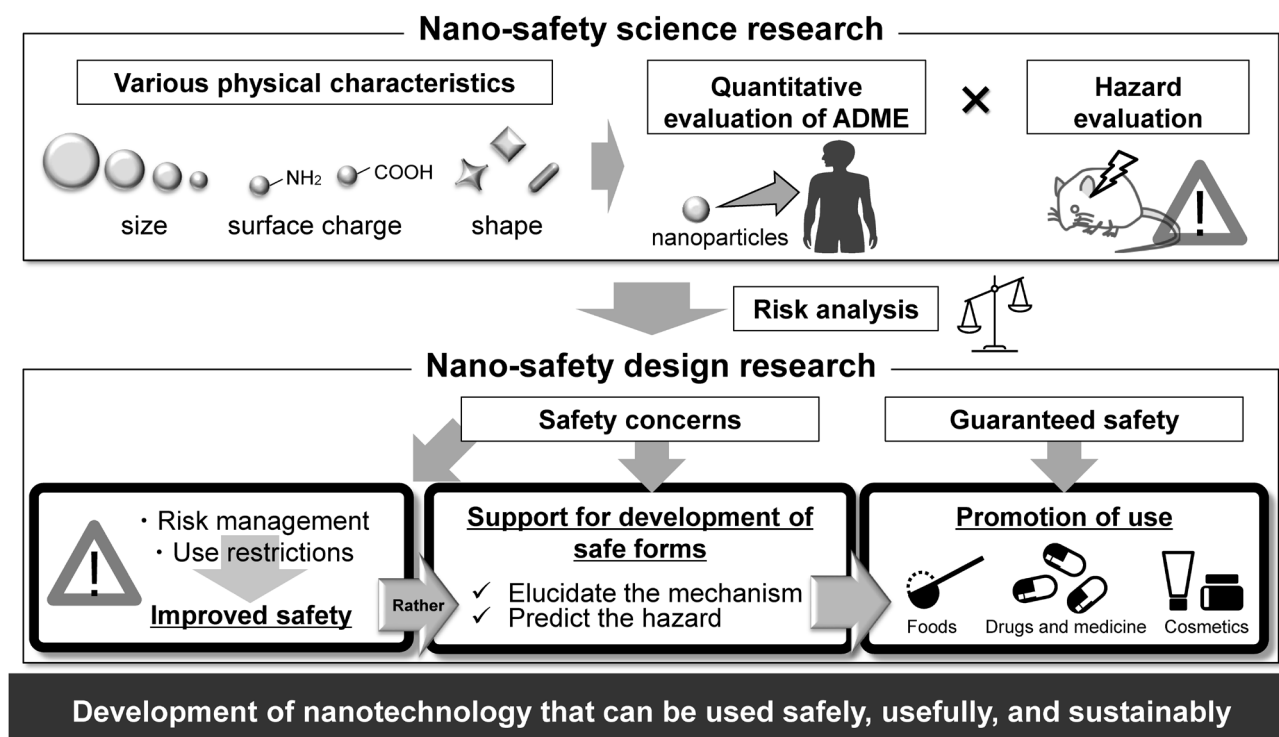 Nano-safety science research
Various physical characteristics
size
NH₂
COOH
surface charge
shape
Quantitative
evaluation of ADME
nanoparticles
×
Hazard
evaluation
!
Risk analysis
Nano-safety design research
Safety concerns
Guaranteed safety
!
・Risk management
・Use restrictions
Improved safety
Rather
Support for development of
safe forms
✓ Elucidate the mechanism
✓ Predict the hazard
Promotion of use
Foods
Drugs and medicine
Cosmetics
Development of nanotechnology that can be used safely, usefully, and sustainably